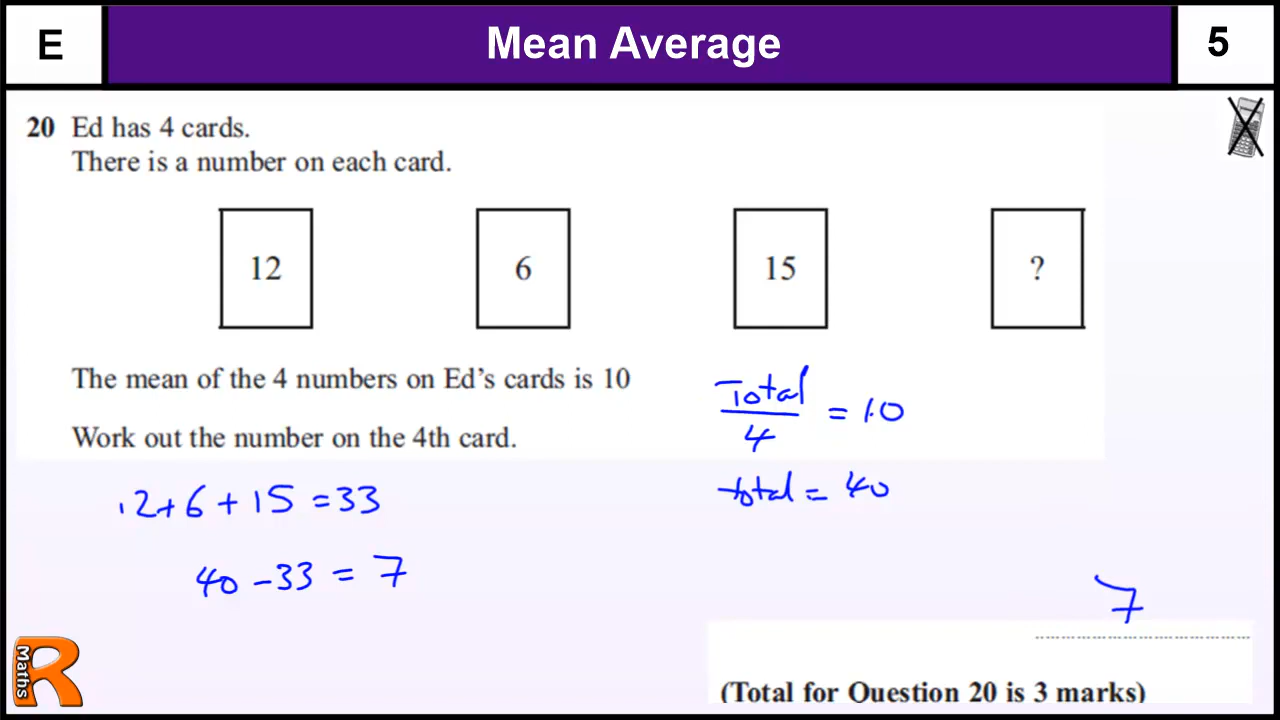 E
Mean Average
5
20 Ed has 4 cards.
There is a number on each card.
12 6 15 ?
The mean of the 4 numbers on Ed's cards is 10
Total/4 = 10
Work out the number on the 4th card.
total = 40
12 + 6 + 15 = 33
40 - 33 = 7
7
Maths R
(Total for Question 20 is 3 marks)